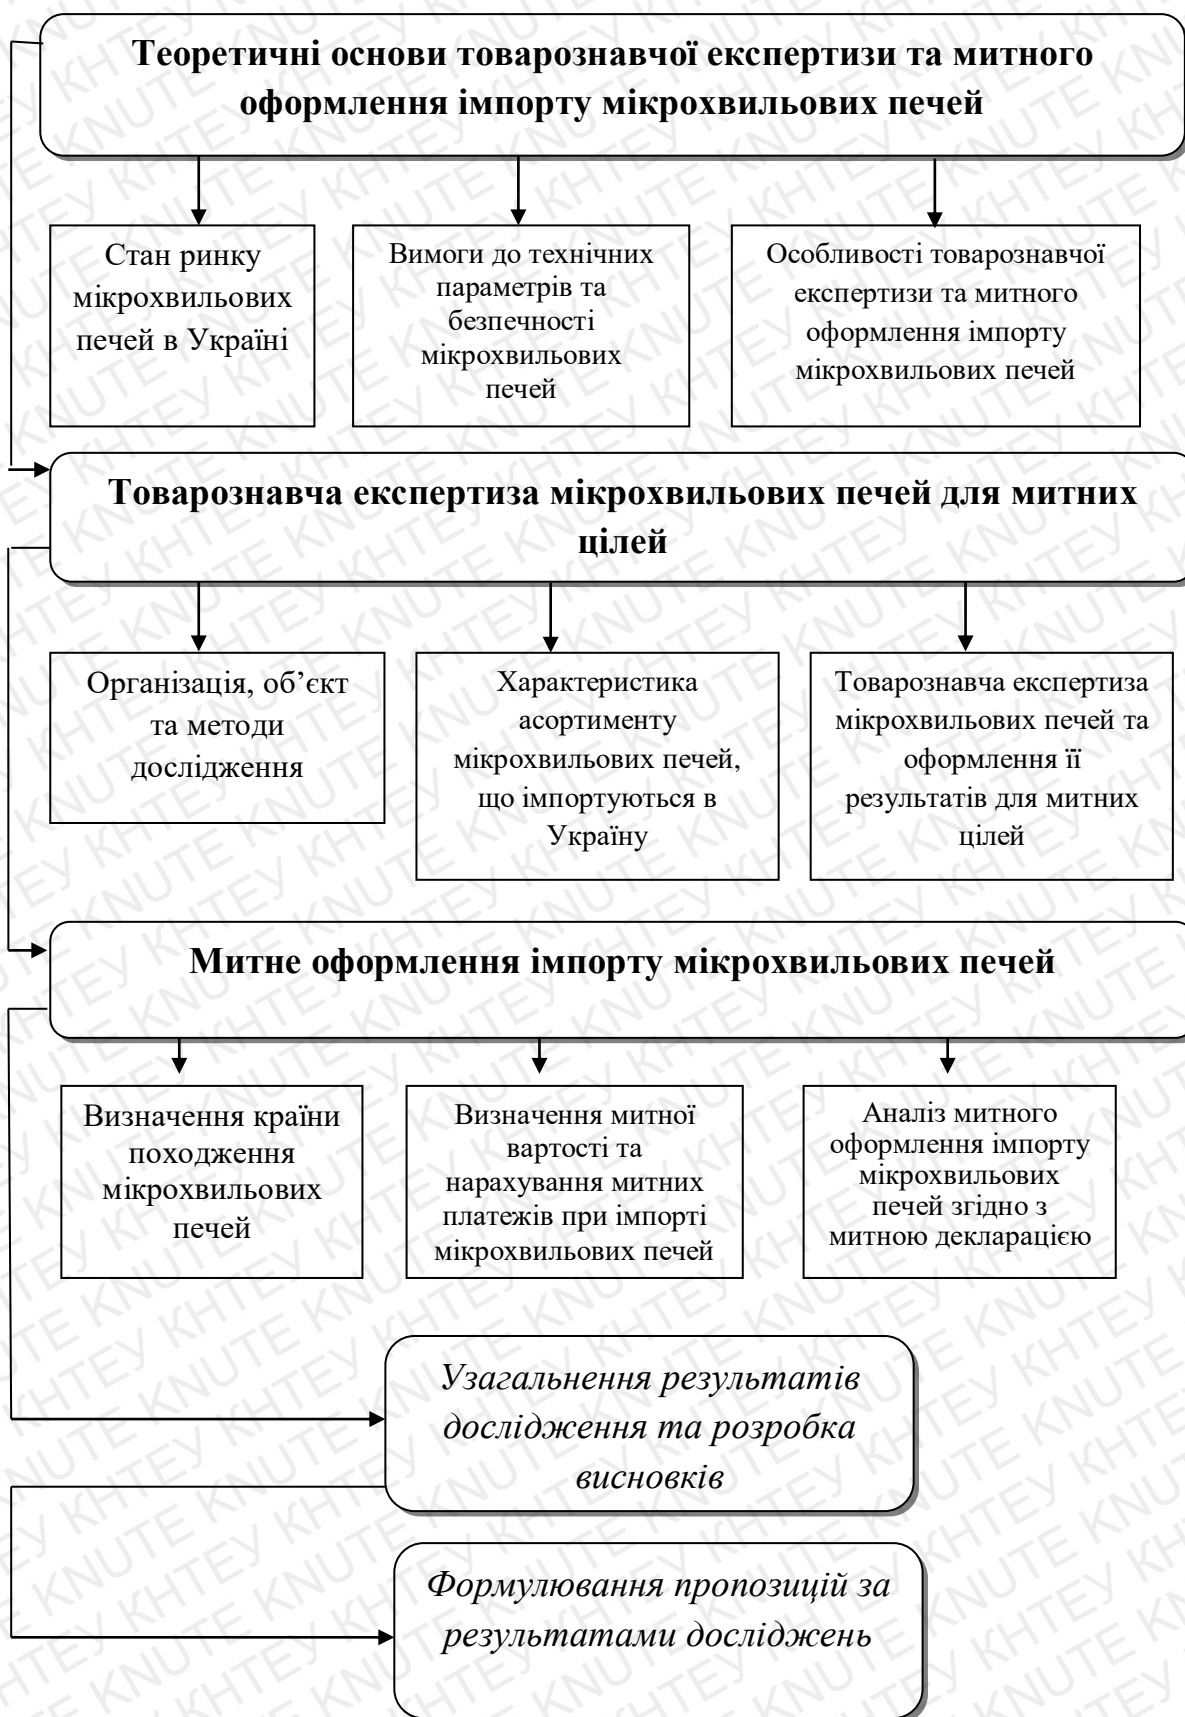 Теоретичні основи товарознавчої експертизи та митного
оформлення імпорту мікрохвильових печей
Стан ринку
мікрохвильових
печей в Україні
Вимоги до технічних
параметрів та
безпечності
мікрохвильових
печей
Особливості товарознавчої
експертизи та митного
оформлення імпорту
мікрохвильових печей
Товарознавча експертиза мікрохвильових печей для митних
цілей
Організація, об’єкт
та методи
дослідження
Характеристика
асортименту
мікрохвильових печей,
що імпортуються в
Україну
Товарознавча експертиза
мікрохвильових печей та
оформлення її
результатів для митних
цілей
Митне оформлення імпорту мікрохвильових печей
Визначення країни
походження
мікрохвильових
печей
Визначення митної
вартості та
нарахування митних
платежів при імпорті
мікрохвильових печей
Аналіз митного
оформлення імпорту
мікрохвильових
печей згідно з
митною декларацією
Узагальнення результатів
дослідження та розробка
висновків
Формулювання пропозицій за
результатами досліджень